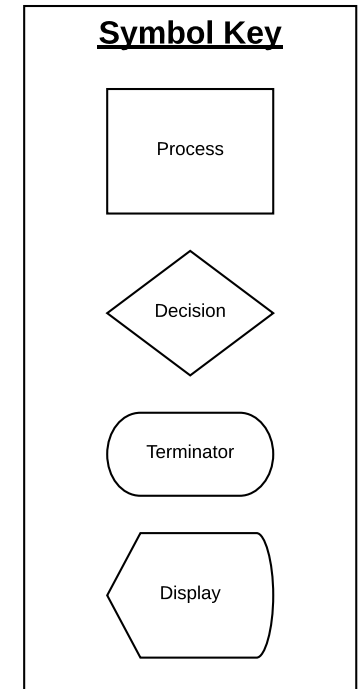 Symbol Key
Process
Decision
Terminator
Display